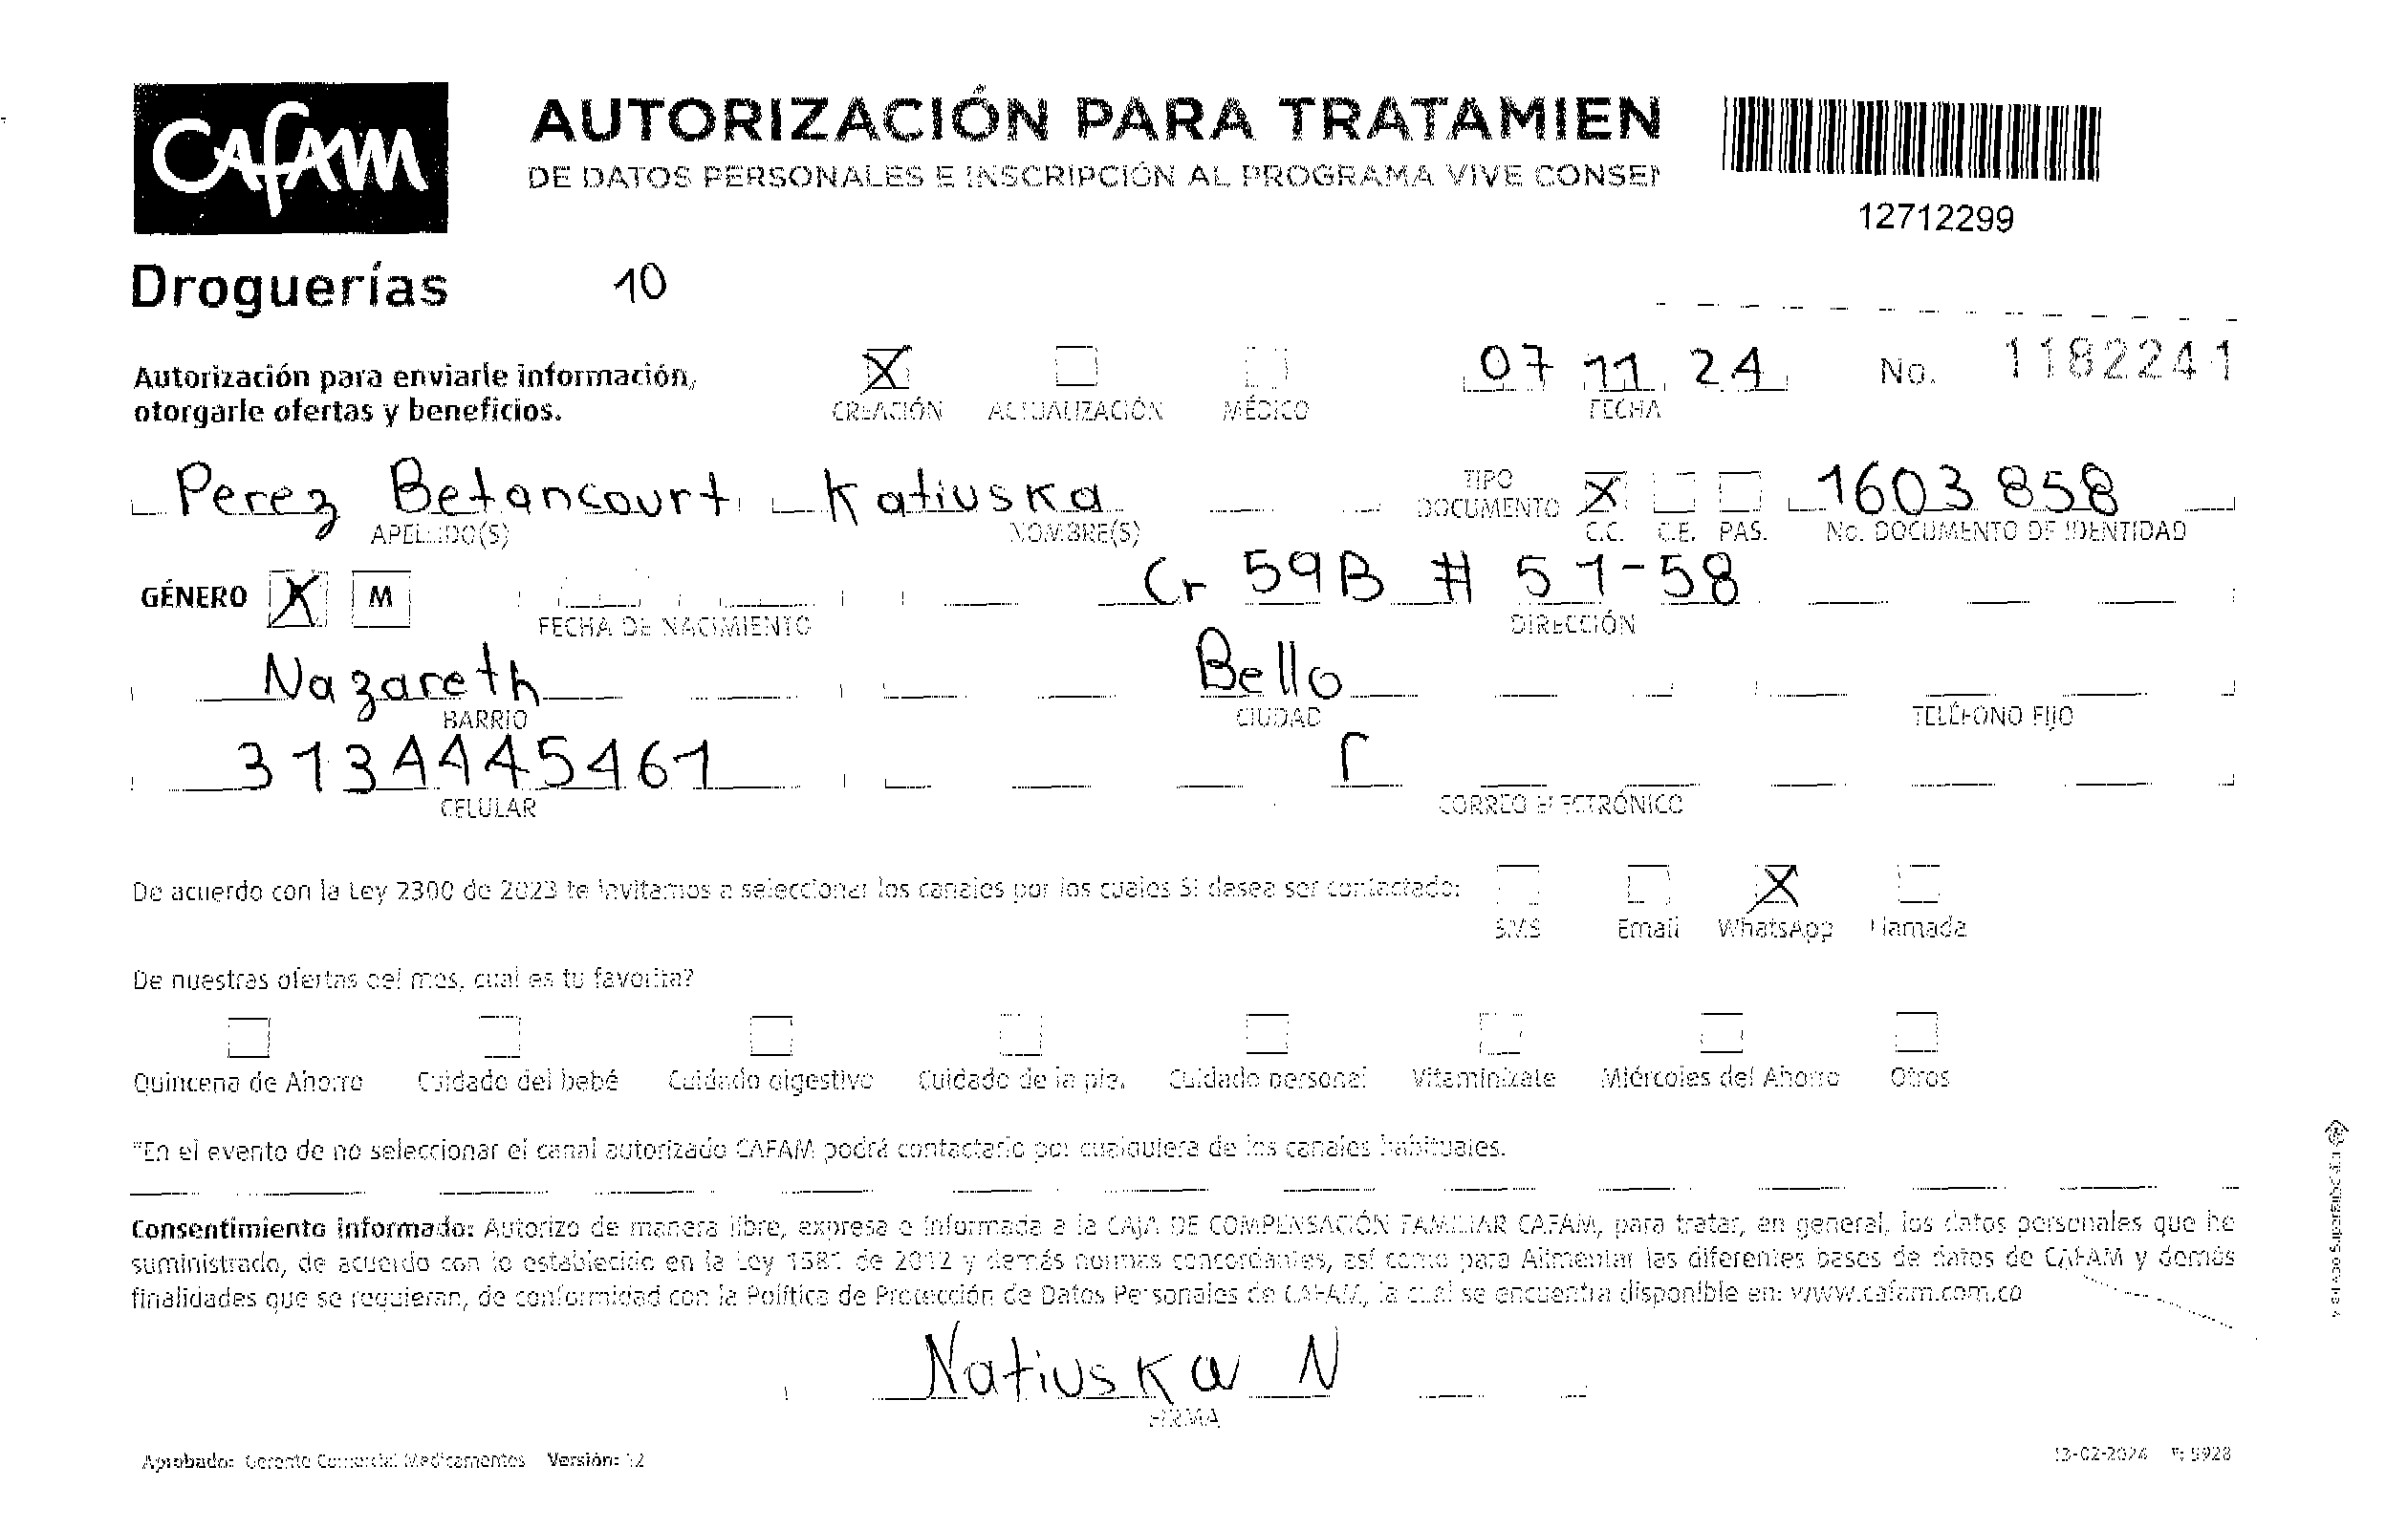 CAFAM
AUTORIZACIÓN PARA TRATAMIEN
DE DATOS PERSONALES E INSCRIPCIÓN AL PROGRAMA VIVE CONSE
12712299
Droguerías 10
Autorización para enviarle información,
otorgarle ofertas y beneficios.
X X
CREACIÓN ACTUALIZACIÓN MÉDICO
07 11 24
FECHA
No. 1182241
Perez Betancourt Katiuska
APELLIDO(S) NOMBRE(S)
TIPO
DOCUMENTO X 1603858
C.C. C.E. PAS. No. DOCUMENTO DE IDENTIDAD
GÉNERO X M Cr 59B # 51-58
FECHA DE NACIMIENTO DIRECCIÓN
Nazareth Bello
BARRIO CIUDAD TELÉFONO FIJO
3134445461
CELULAR CORREO ELECTRÓNICO
De acuerdo con la Ley 2300 de 2023 te invitamos a seleccionar los canales por los cuales Si desea ser contactado: X
SMS Email WhatsApp Llamada
De nuestras ofertas del mes, cual es tu favorita?
Quincena de Ahorro Cuidado del bebé Cuidado digestivo Cuidado de la piel Cuidado personal Vitamínizate Miércoles del Ahorro Otros
*En el evento de no seleccionar el canal autorizado CAFAM podrá contactarlo por cualquiera de los canales habituales.
Consentimiento informado: Autorizo de manera libre, expresa e informada a la CAJA DE COMPENSACIÓN FAMILIAR CAFAM, para tratar, en general, los datos personales que he
suministrado, de acuerdo con lo establecido en la Ley 1581 de 2012 y demás normas concordantes, así como para Alimentar las diferentes bases de datos de CAFAM y demás
finalidades que se requieran, de conformidad con la Política de Protección de Datos Personales de CAFAM, la cual se encuentra disponible en: www.cafam.com.co
Natiuska N
FIRMA
Aprobado: Gerente Comercial Medicamentos Versión: 12
13-02-2024 F: 5928